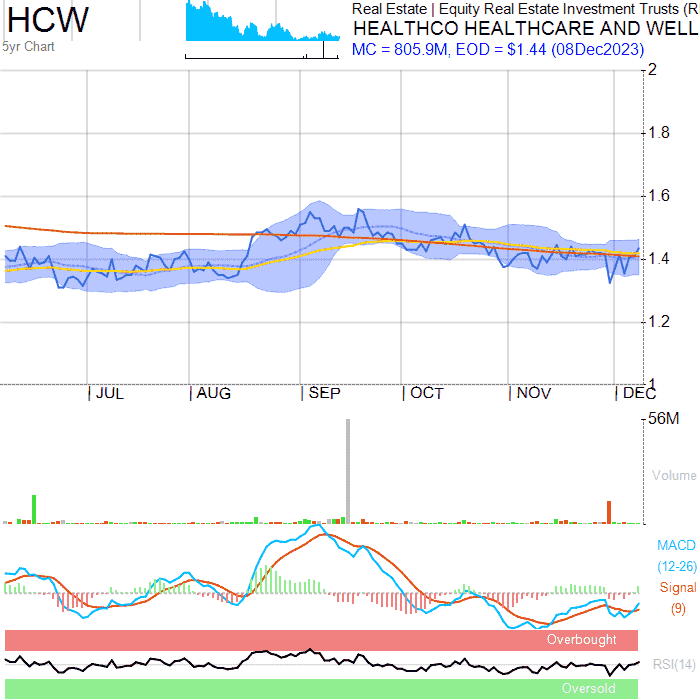 HCW
5yr Chart
Real Estate | Equity Real Estate Investment Trusts (R
HEALTHCO HEALTHCARE AND WELL
MC = 805.9M, EOD = $1.44 (08Dec2023)
2
1.8
1.6
1.4
1.2
1
| JUL | AUG | SEP | OCT | NOV | DEC
56M
Volume
MACD
(12-26)
Signal
(9)
Overbought
RSI(14)
Oversold